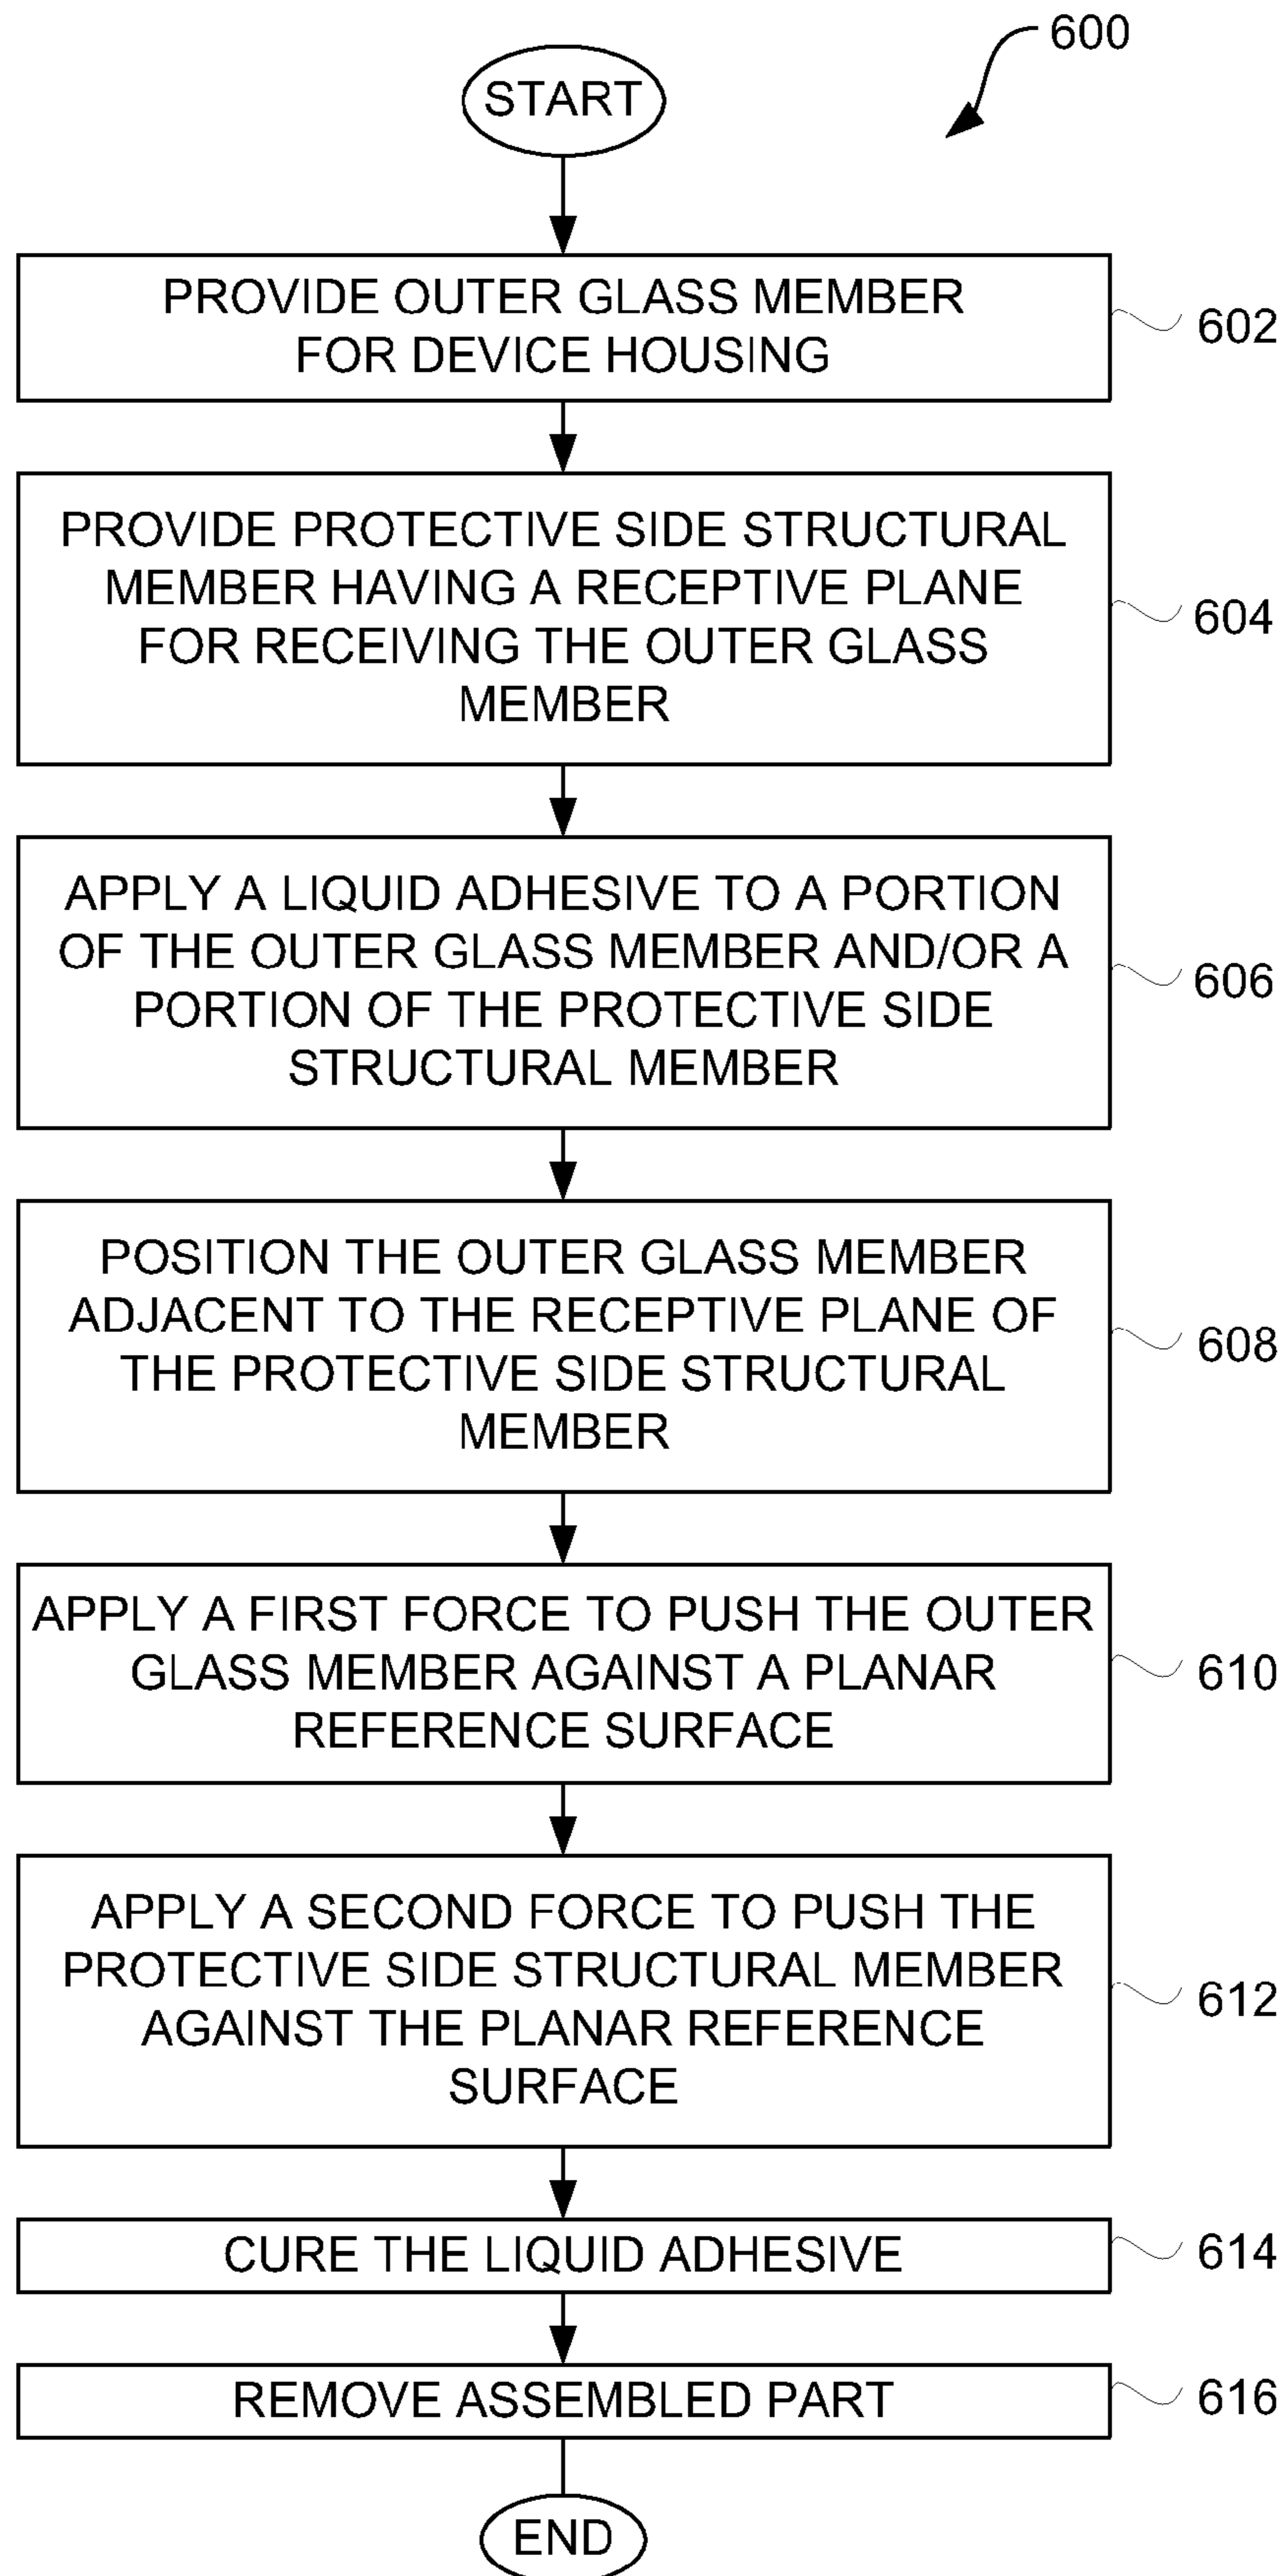 600
START
PROVIDE OUTER GLASS MEMBER
FOR DEVICE HOUSING
602
PROVIDE PROTECTIVE SIDE STRUCTURAL
MEMBER HAVING A RECEPTIVE PLANE
FOR RECEIVING THE OUTER GLASS
MEMBER
604
APPLY A LIQUID ADHESIVE TO A PORTION
OF THE OUTER GLASS MEMBER AND/OR A
PORTION OF THE PROTECTIVE SIDE
STRUCTURAL MEMBER
606
POSITION THE OUTER GLASS MEMBER
ADJACENT TO THE RECEPTIVE PLANE OF
THE PROTECTIVE SIDE STRUCTURAL
MEMBER
608
APPLY A FIRST FORCE TO PUSH THE OUTER
GLASS MEMBER AGAINST A PLANAR
REFERENCE SURFACE
610
APPLY A SECOND FORCE TO PUSH THE
PROTECTIVE SIDE STRUCTURAL MEMBER
AGAINST THE PLANAR REFERENCE
SURFACE
612
CURE THE LIQUID ADHESIVE
614
REMOVE ASSEMBLED PART
616
END